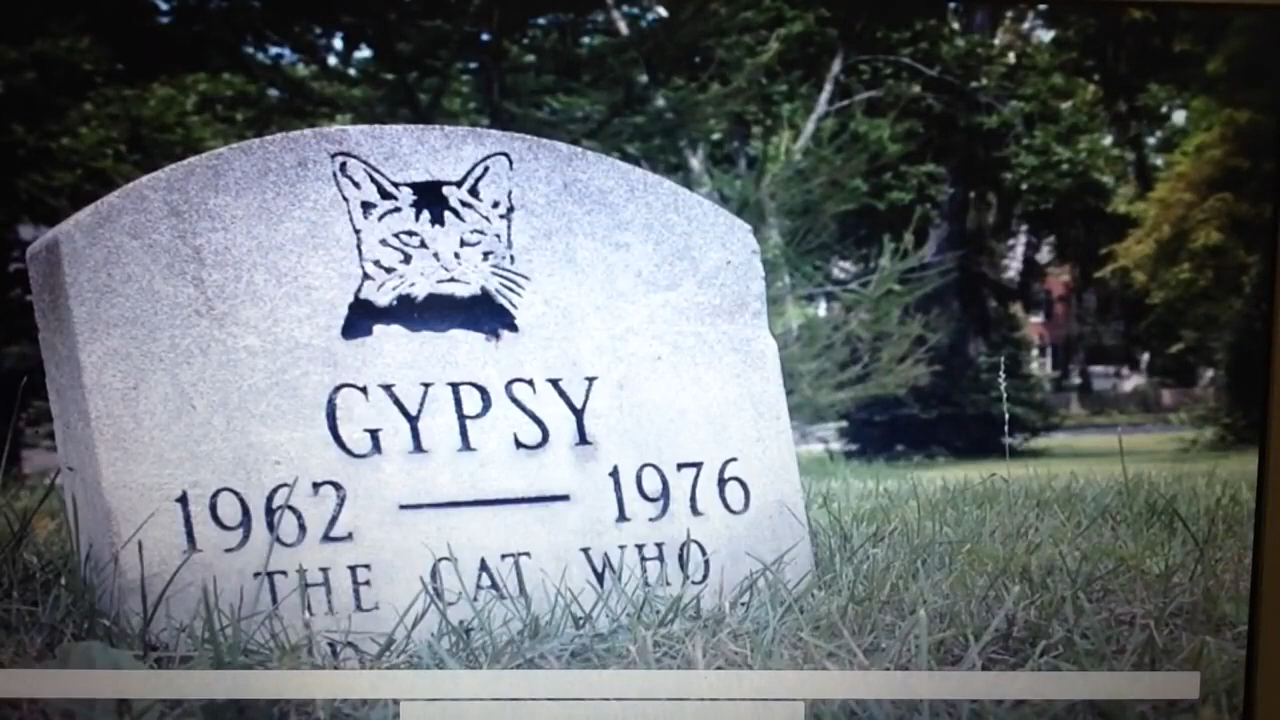 GYPSY
1962 — 1976
THE CAT WHO